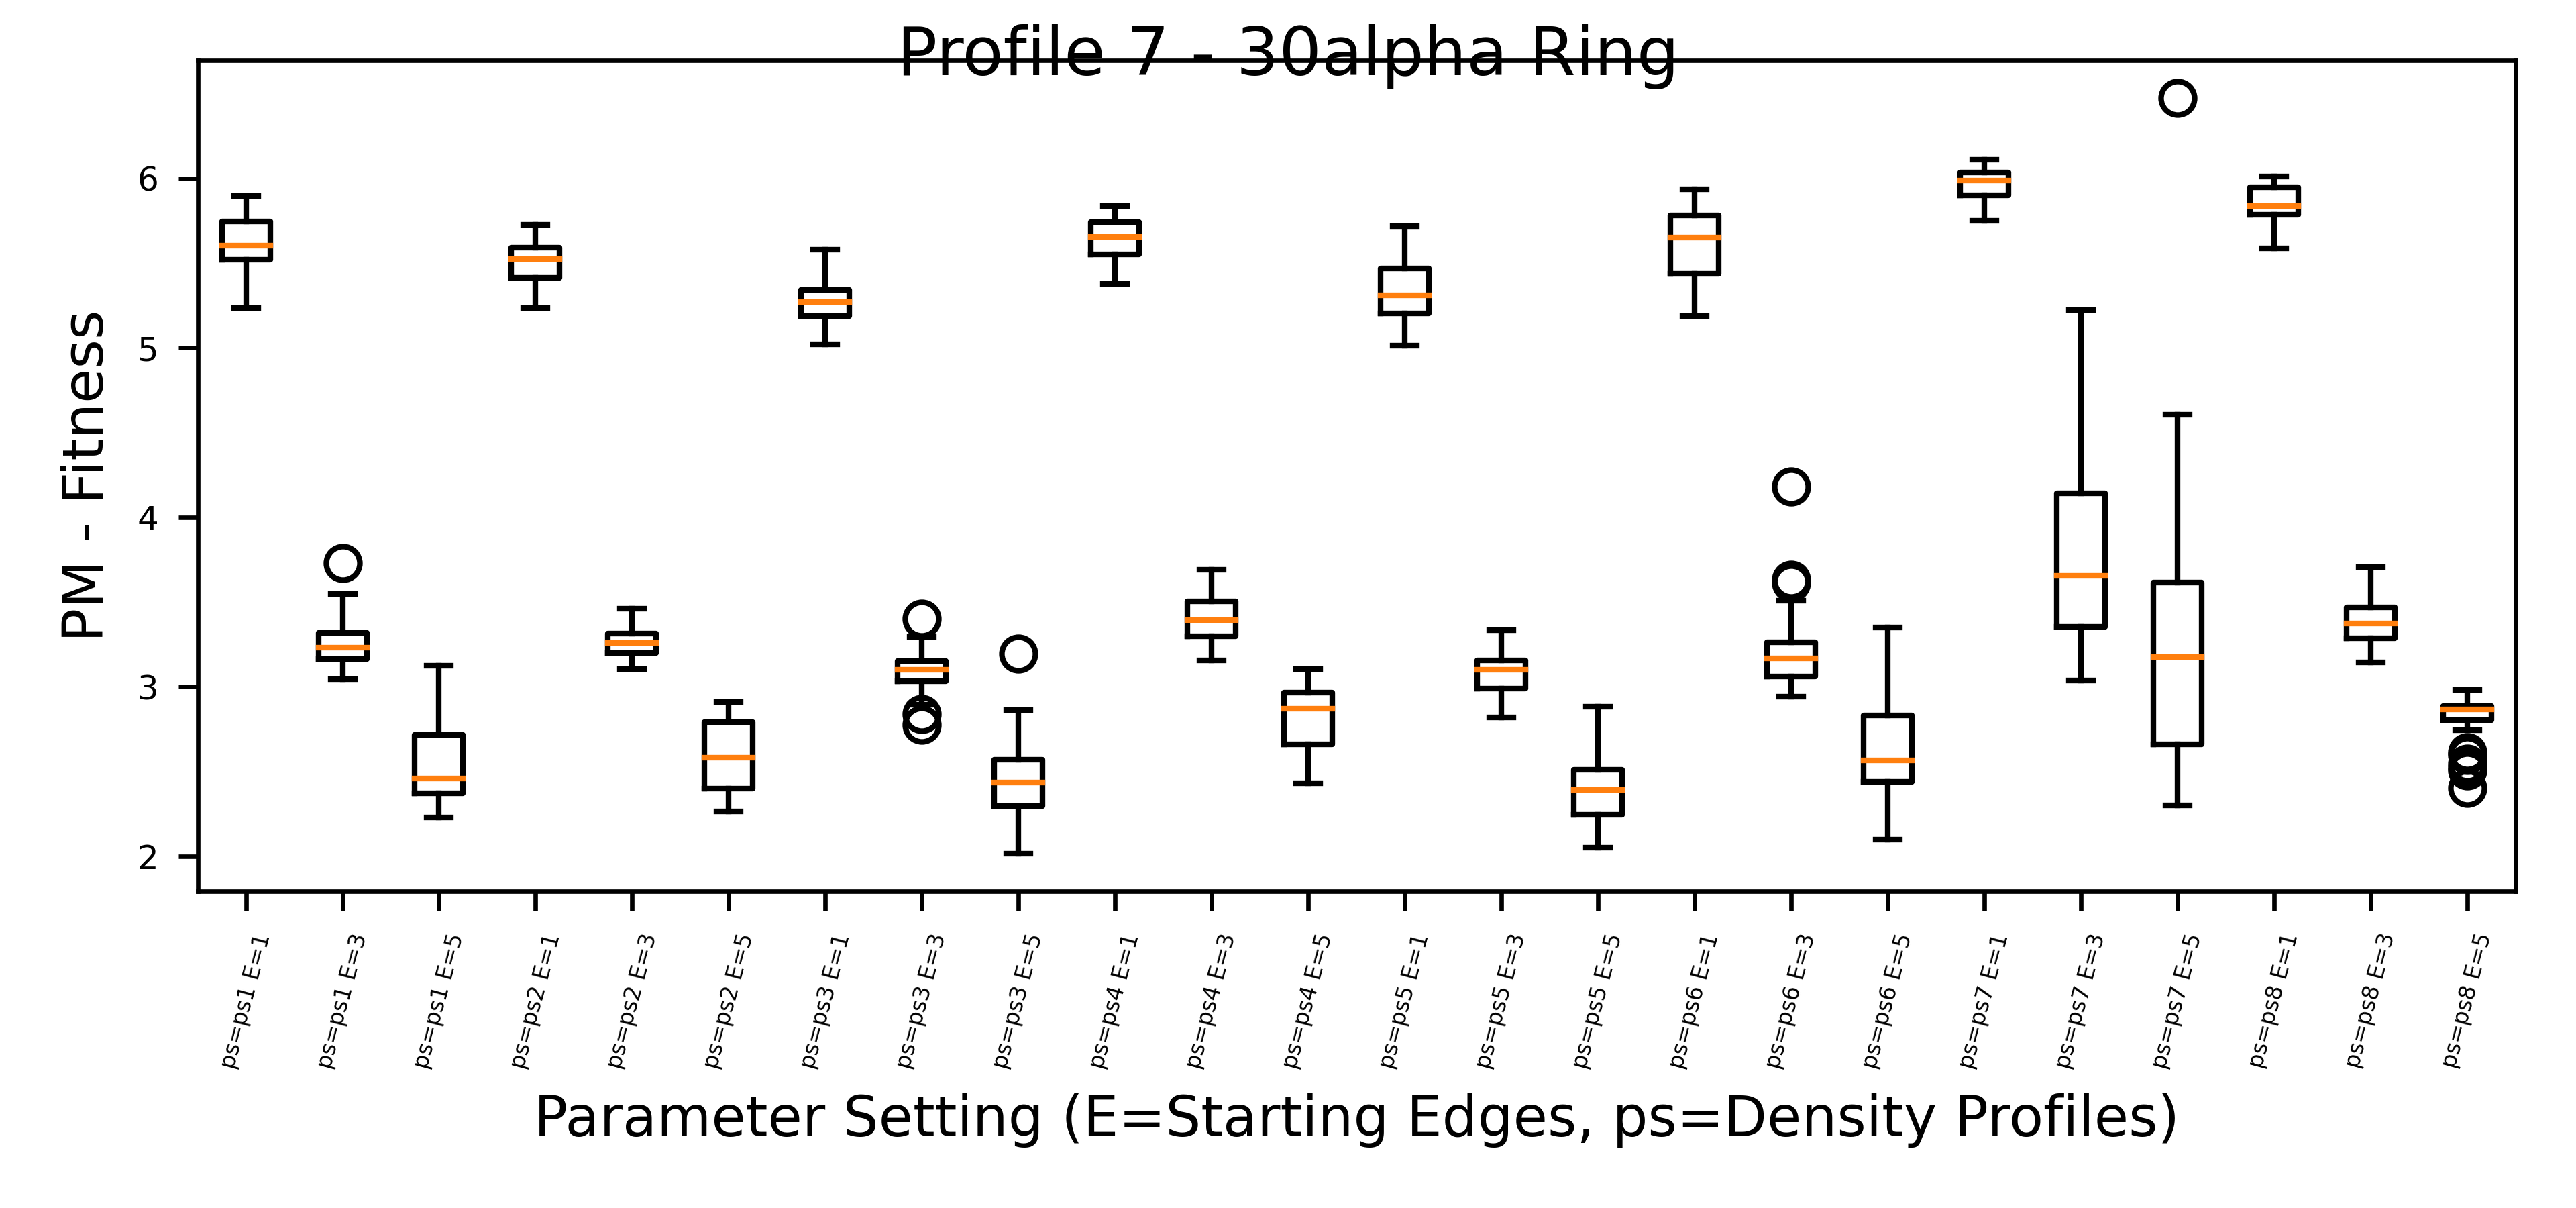 Profile 7 - 30alpha Ring
PM - Fitness
6
5
4
3
2
ps=ps1 E=1
ps=ps1 E=3
ps=ps1 E=5
ps=ps2 E=1
ps=ps2 E=3
ps=ps2 E=5
ps=ps3 E=1
ps=ps3 E=3
ps=ps3 E=5
ps=ps4 E=1
ps=ps4 E=3
ps=ps4 E=5
ps=ps5 E=1
ps=ps5 E=3
ps=ps5 E=5
ps=ps6 E=1
ps=ps6 E=3
ps=ps6 E=5
ps=ps7 E=1
ps=ps7 E=3
ps=ps7 E=5
ps=ps8 E=1
ps=ps8 E=3
ps=ps8 E=5
Parameter Setting (E=Starting Edges, ps=Density Profiles)